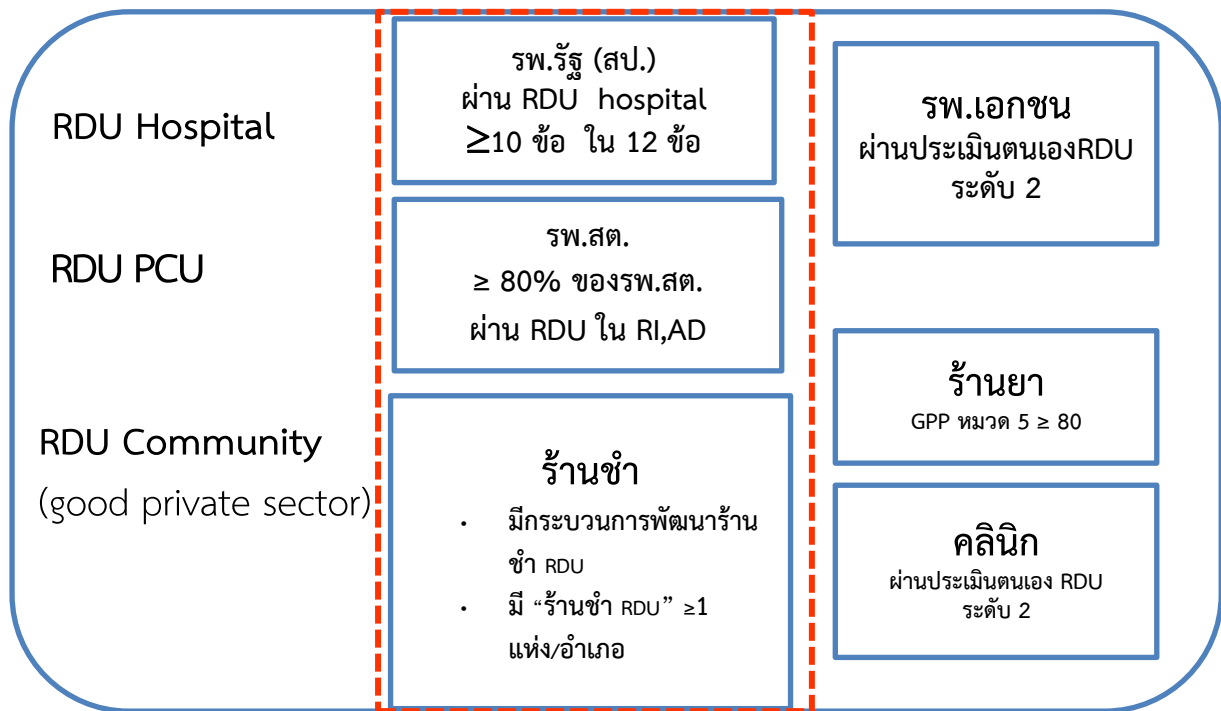 RDU Hospital
รพ.รัฐ (สป.)
ผ่าน RDU hospital
≥10 ข้อ ใน 12 ข้อ
รพ.เอกชน
ผ่านประเมินตนเองRDU
ระดับ 2
RDU PCU
รพ.สต.
≥ 80% ของรพ.สต.
ผ่าน RDU ใน RI,AD
ร้านยา
GPP หมวด 5 ≥ 80
RDU Community
(good private sector)
ร้านชำ
• มีกระบวนการพัฒนาร้าน
ชำ RDU
• มี “ร้านชำ RDU” ≥1
แห่ง/อำเภอ
คลินิก
ผ่านประเมินตนเอง RDU
ระดับ 2